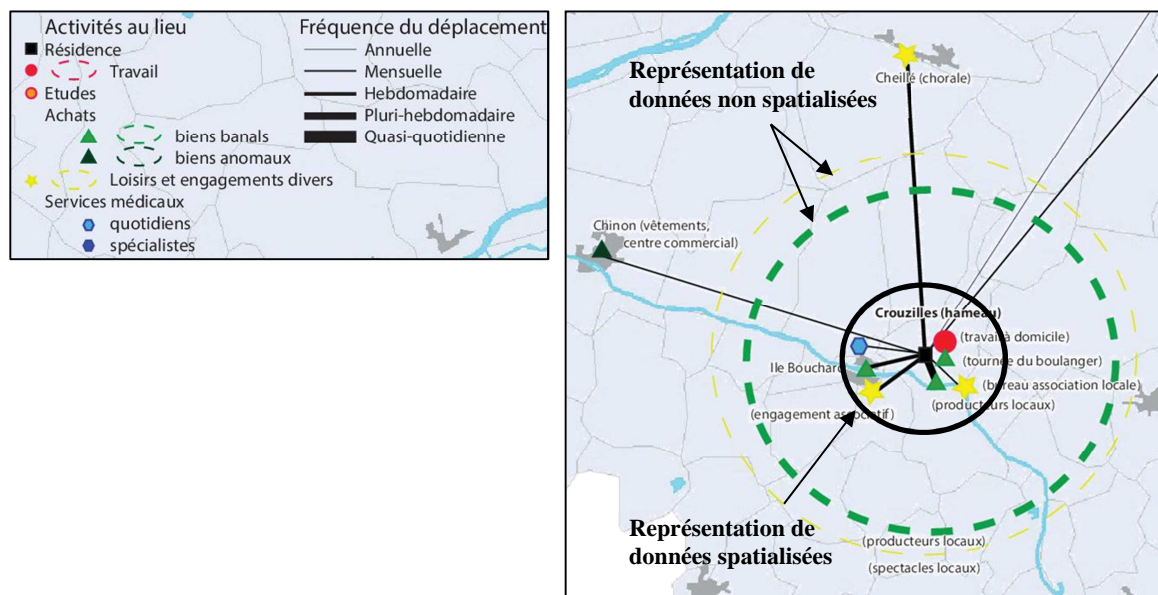 Activités au lieu
Résidence
Travail
Etudes
Achats
biens banals
biens anomaux
Loisirs et engagements divers
Services médicaux
quotidiens
spécialistes
Fréquence du déplacement
Annuelle
Mensuelle
Hebdomadaire
Pluri-hebdomadaire
Quasi-quotidienne
Représentation de
données non spatialisées
Cheillé (chorale)
Chinon (vêtements,
centre commercial)
Crouzilles (hameau)
(travail à domicile)
(tournée du boulanger)
Ile Bouchard
(bureau association locale)
(producteurs locaux)
(engagement associatif)
Représentation de
données spatialisées
(producteurs locaux)
(spectacles locaux)